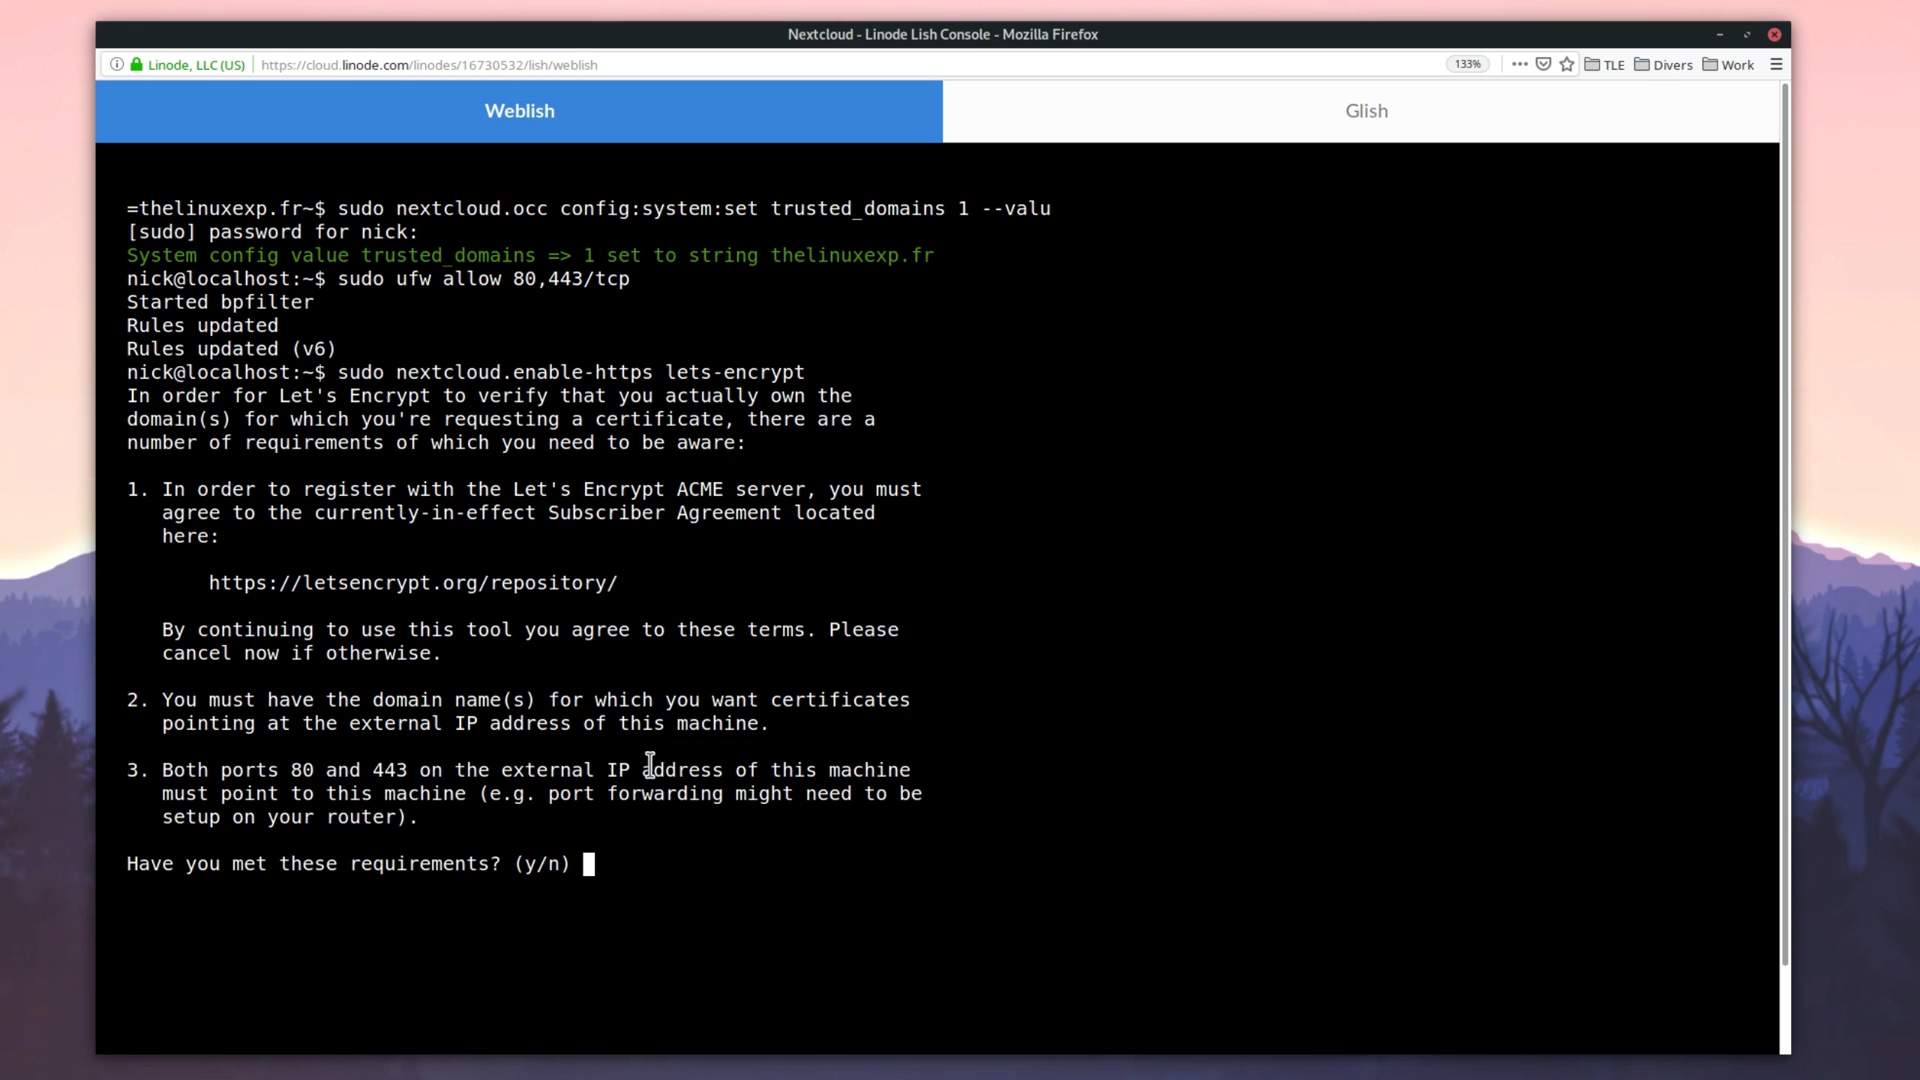 Nextcloud - Linode Lish Console - Mozilla Firefox
Linode, LLC (US) https://cloud.linode.com/linodes/16730532/lish/weblish 133% TLE Divers Work
Weblish Glish
=thelinuxexp.fr~$ sudo nextcloud.occ config:system:set trusted_domains 1 --valu
[sudo] password for nick:
System config value trusted_domains => 1 set to string thelinuxexp.fr
nick@localhost:~$ sudo ufw allow 80,443/tcp
Started bpfilter
Rules updated
Rules updated (v6)
nick@localhost:~$ sudo nextcloud.enable-https lets-encrypt
In order for Let's Encrypt to verify that you actually own the
domain(s) for which you're requesting a certificate, there are a
number of requirements of which you need to be aware:
1. In order to register with the Let's Encrypt ACME server, you must
agree to the currently-in-effect Subscriber Agreement located
here:
https://letsencrypt.org/repository/
By continuing to use this tool you agree to these terms. Please
cancel now if otherwise.
2. You must have the domain name(s) for which you want certificates
pointing at the external IP address of this machine.
3. Both ports 80 and 443 on the external IP address of this machine
must point to this machine (e.g. port forwarding might need to be
setup on your router).
Have you met these requirements? (y/n)